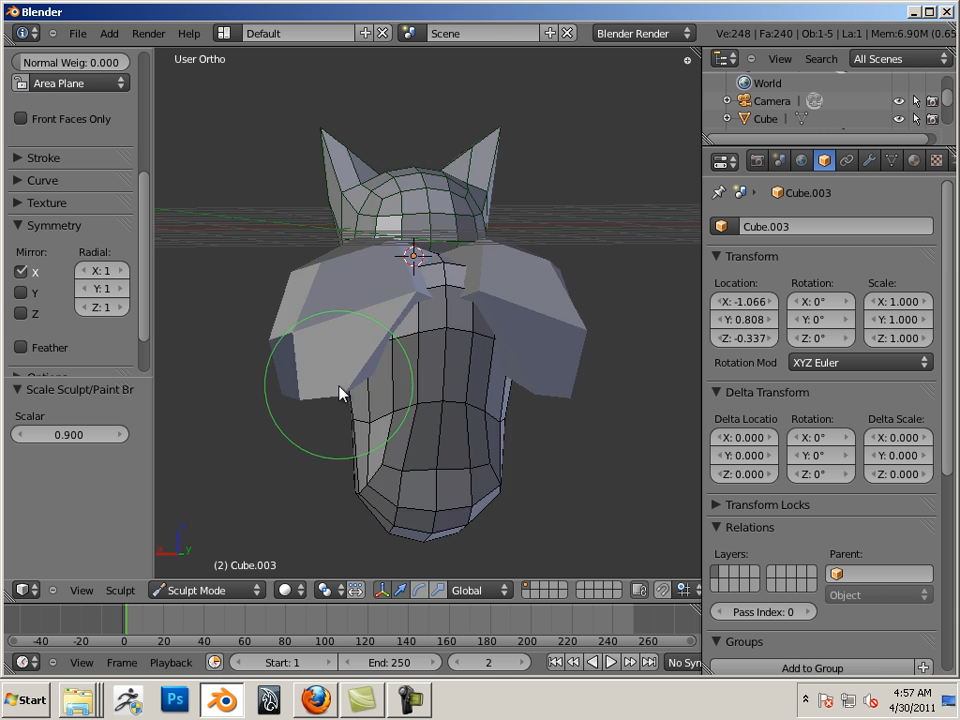 Blender
File Add Render Help Default Scene Blender Render Ve:248 | Fa:240 | Ob:1-5 | La:1 | Mem:6.90M (0.65
Normal Weig: 0.000
Area Plane
Front Faces Only
Stroke
Curve
Texture
Symmetry
Mirror: Radial:
X X: 1
Y Y: 1
Z Z: 1
Feather
Scale Sculpt/Paint Br
Scalar
0.900
User Ortho
(2) Cube.003
z
x y
View Sculpt Sculpt Mode Global
-40 -20 0 20 40 60 80 100 120 140 160 180 200 220 240 260
View Frame Playback Start: 1 End: 250 2 No Syn
View Search All Scenes
World
Camera
Cube
Cube.003
Cube.003
Transform
Location: Rotation: Scale:
X: -1.066 X: 0° X: 1.000
Y: 0.808 Y: 0° Y: 1.000
Z: -0.337 Z: 0° Z: 1.000
Rotation Mod XYZ Euler
Delta Transform
Delta Locatio Rotation: Delta Scale:
X: 0.000 X: 0° X: 0.000
Y: 0.000 Y: 0° Y: 0.000
Z: 0.000 Z: 0° Z: 0.000
Transform Locks
Relations
Layers: Parent:
Object
Pass Index: 0
Groups
Add to Group
Start Ps 4:57 AM
4/30/2011